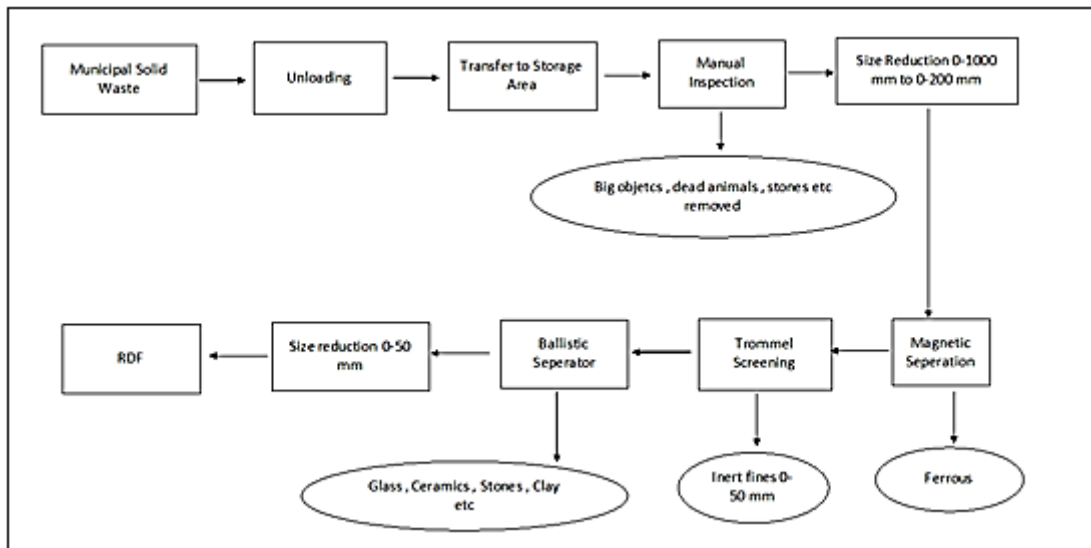 Municipal Solid
Waste
Unloading
Transfer to Storage
Area
Manual
Inspection
Size Reduction 0-1000
mm to 0-200 mm
Big objetcs , dead animals , stones etc
removed
RDF
Size reduction 0-50
mm
Ballistic
Seperator
Trommel
Screening
Magnetic
Seperation
Glass , Ceramics , Stones , Clay
etc
Inert fines 0-
50 mm
Ferrous